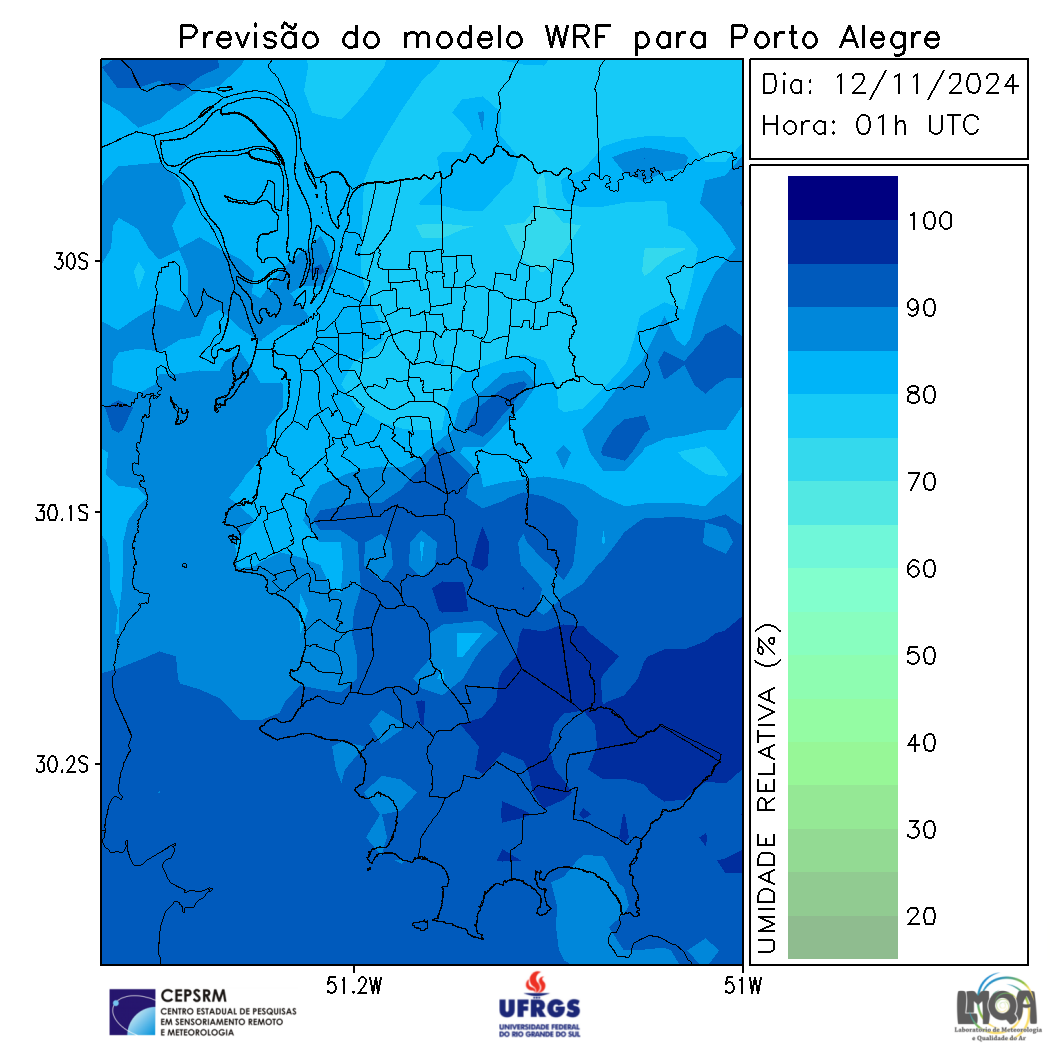 Previsão do modelo WRF para Porto Alegre
Dia: 12/11/2024
Hora: 01h UTC
30S
30.1S
30.2S
51.2W
51W
100
90
80
70
60
50
40
30
20
UMIDADE RELATIVA (%)
CEPSRM
CENTRO ESTADUAL DE PESQUISAS
EM SENSORIAMENTO REMOTO
E METEOROLOGIA
UFRGS
UNIVERSIDADE FEDERAL
DO RIO GRANDE DO SUL
LMQA
Laboratório de Meteorologia
e Qualidade do Ar